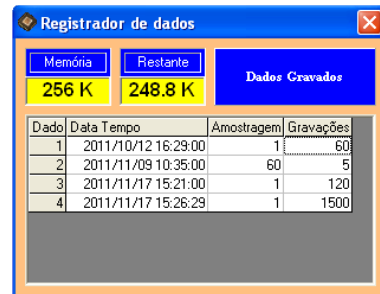 Registrador de dados
Memória Restante
256 K 248.8 K
Dados Gravados
Dado Data Tempo Amostragem Gravações
1 2011/10/12 16:29:00 1 60
2 2011/11/09 10:35:00 60 5
3 2011/11/17 15:21:00 1 120
4 2011/11/17 15:26:29 1 1500